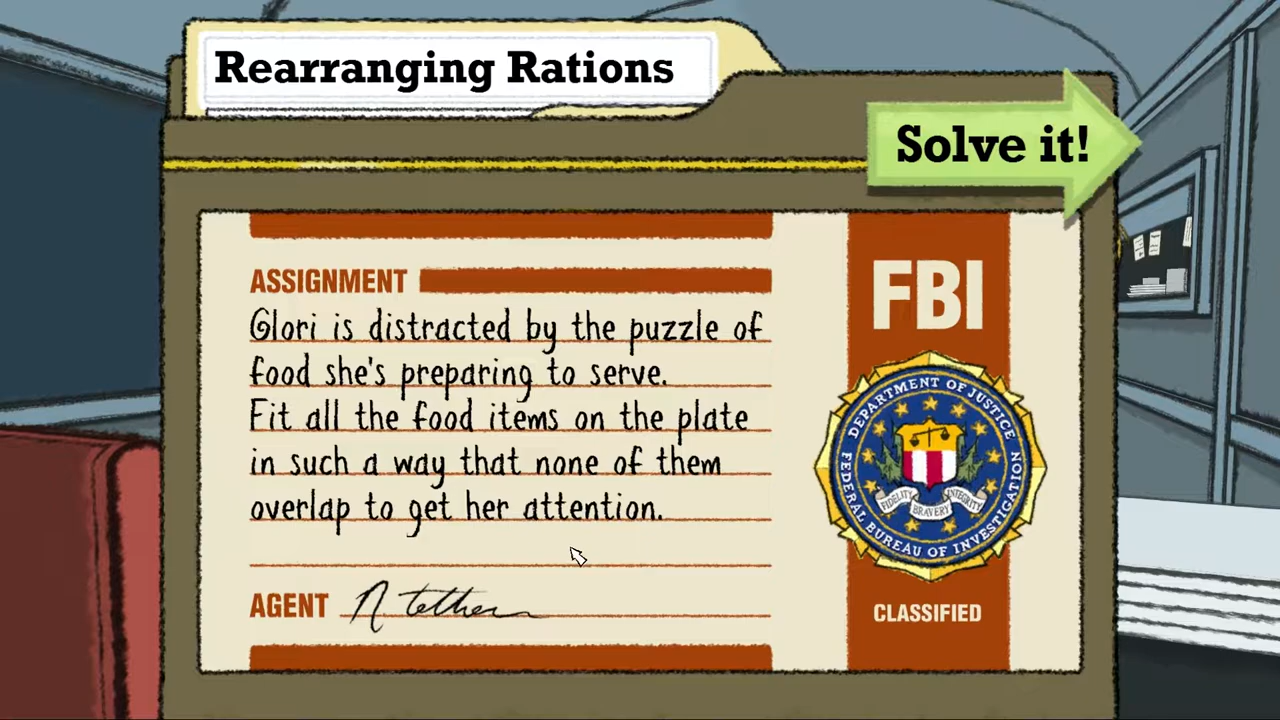 Rearranging Rations
Solve it!
ASSIGNMENT
Glori is distracted by the puzzle of
food she's preparing to serve.
Fit all the food items on the plate
in such a way that none of them
overlap to get her attention.
AGENT N Tethers
FBI
DEPARTMENT OF JUSTICE
FIDELITY BRAVERY INTEGRITY
FEDERAL BUREAU OF INVESTIGATION
CLASSIFIED